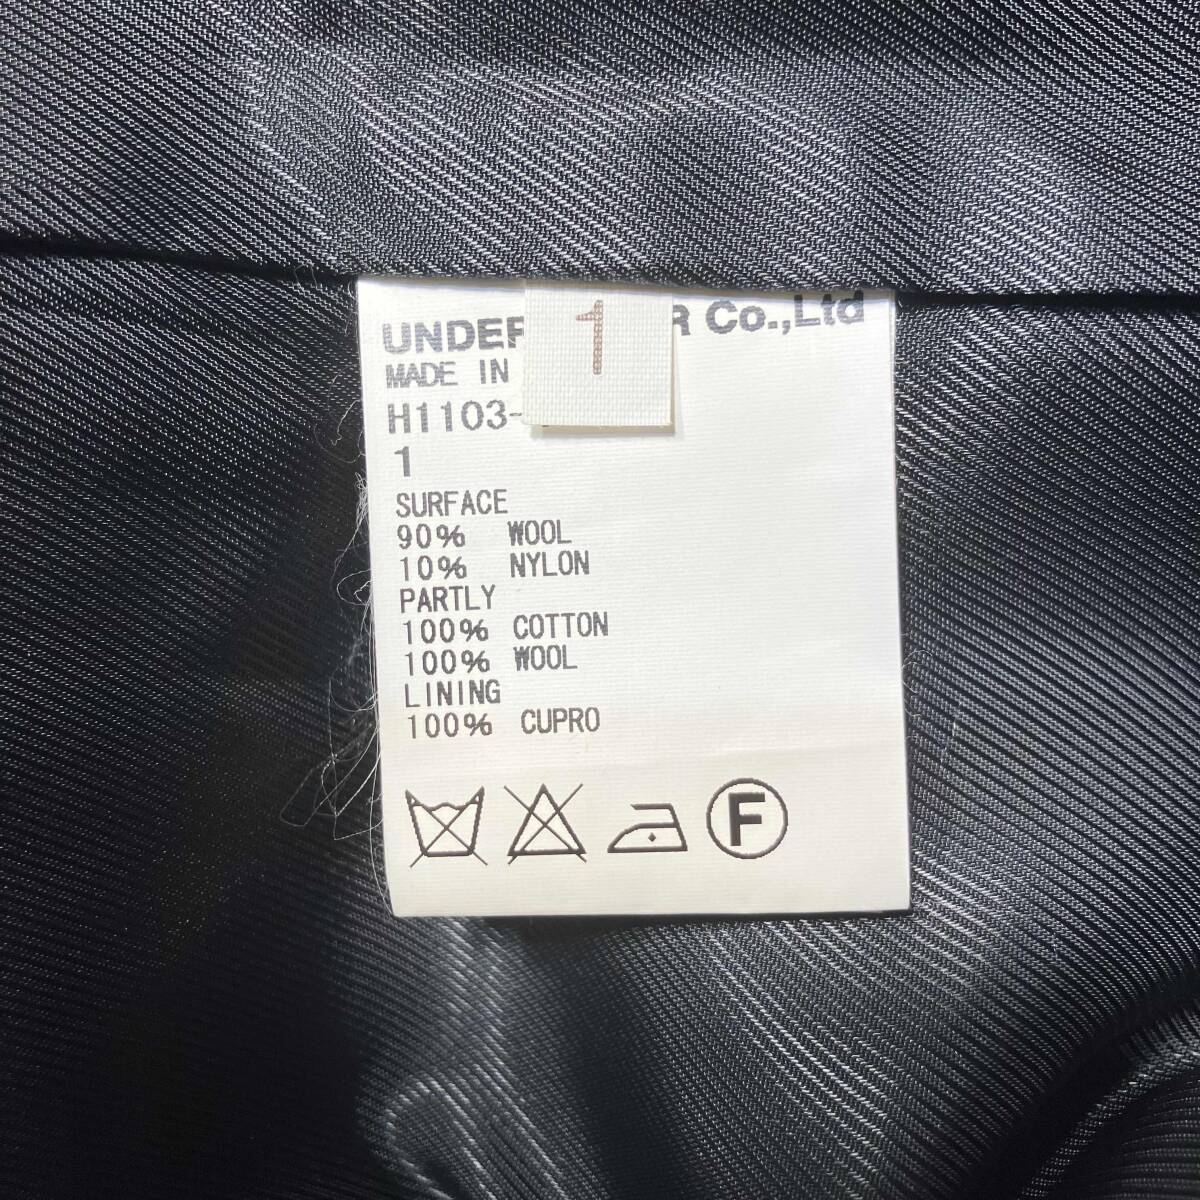 UNDER R Co.,Ltd
1
MADE IN
H1103-
1
SURFACE
90% WOOL
10% NYLON
PARTLY
100% COTTON
100% WOOL
LINING
100% CUPRO
F